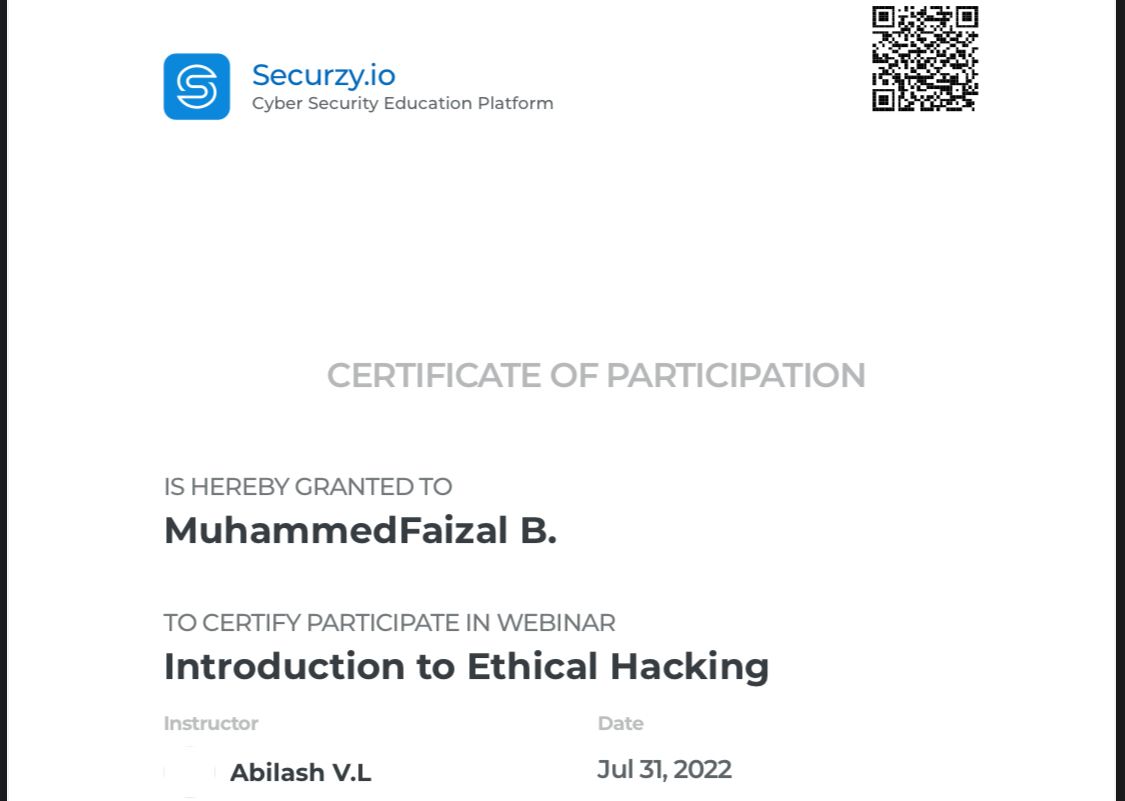 Securzy.io
Cyber Security Education Platform
CERTIFICATE OF PARTICIPATION
IS HEREBY GRANTED TO
MuhammedFaizal B.
TO CERTIFY PARTICIPATE IN WEBINAR
Introduction to Ethical Hacking
Instructor Date
Abilash V.L Jul 31, 2022